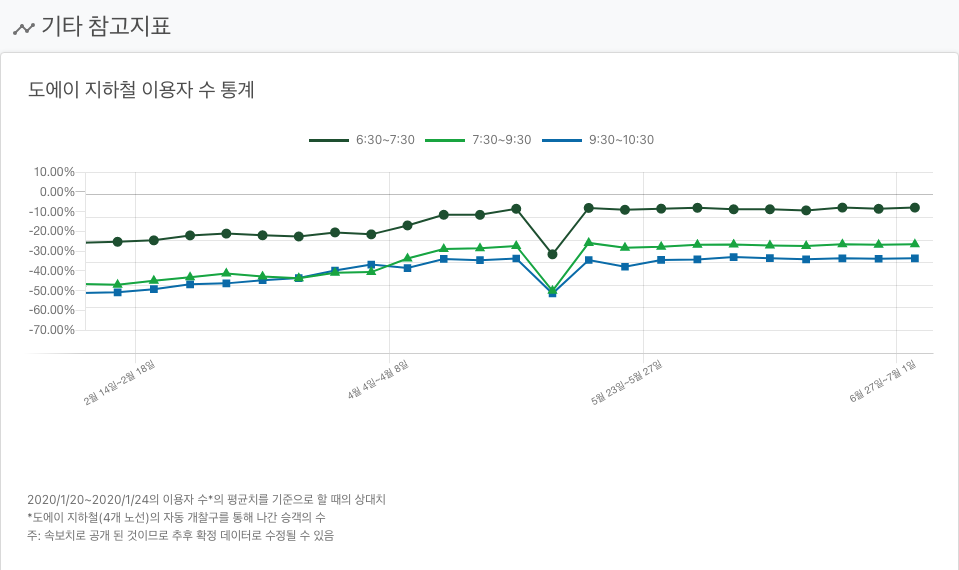 기타 참고지표
도에이 지하철 이용자 수 통계
6:30~7:30 7:30~9:30 9:30~10:30
10.00%
0.00%
-10.00%
-20.00%
-30.00%
-40.00%
-50.00%
-60.00%
-70.00%
2월 14일~2월 18일
4월 4일~4월 8일
5월 23일~5월 27일
6월 27일~7월 1일
2020/1/20~2020/1/24의 이용자 수*의 평균치를 기준으로 할 때의 상대치
*도에이 지하철(4개 노선)의 자동 개찰구를 통해 나간 승객의 수
주: 속보치로 공개 된 것이므로 추후 확정 데이터로 수정될 수 있음